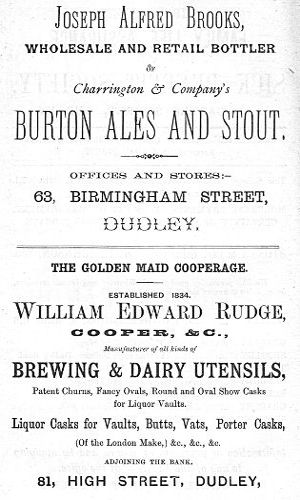 JOSEPH ALFRED BROOKS,
WHOLESALE AND RETAIL BOTTLER
Of
Charrington & Company's
BURTON ALES AND STOUT.
OFFICES AND STORES:-
63, BIRMINGHAM STREET,
DUDLEY.
THE GOLDEN MAID COOPERAGE.
ESTABLISHED 1834.
WILLIAM EDWARD RUDGE,
COOPER, &C.,
Manufacturer of all kinds of
BREWING & DAIRY UTENSILS,
Patent Churns, Fancy Ovals, Round and Oval Show Casks
for Liquor Vaults.
Liquor Casks for Vaults, Butts, Vats, Porter Casks,
(Of the London Make,) &c., &c., &c.
ADJOINING THE BANK.
81, HIGH STREET, DUDLEY,